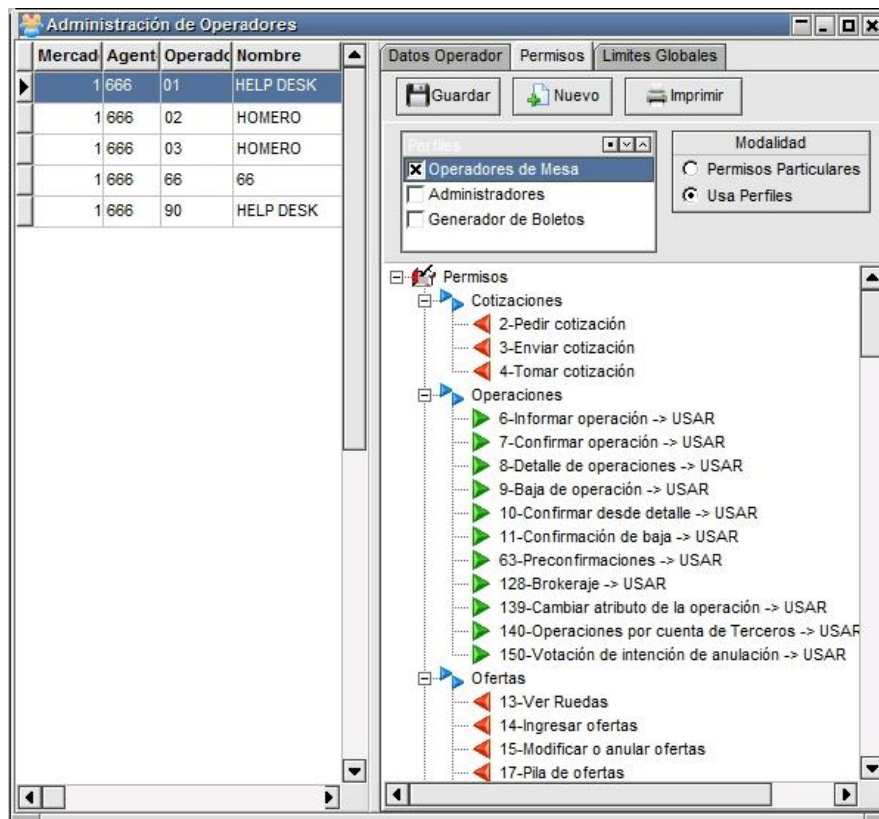 Administración de Operadores
Mercad Agent Operadc Nombre
1 666 01 HELP DESK
1 666 02 HOMERO
1 666 03 HOMERO
1 666 66 66
1 666 90 HELP DESK
Datos Operador Permisos Limites Globales
Guardar Nuevo Imprimir
Perfiles
Operadores de Mesa
Administradores
Generador de Boletos
Modalidad
Permisos Particulares
Usa Perfiles
Permisos
Cotizaciones
2-Pedir cotización
3-Enviar cotización
4-Tomar cotización
Operaciones
6-Informar operación -> USAR
7-Confirmar operación -> USAR
8-Detalle de operaciones -> USAR
9-Baja de operación -> USAR
10-Confirmar desde detalle -> USAR
11-Confirmación de baja -> USAR
63-Preconfirmaciones -> USAR
128-Brokeraje -> USAR
139-Cambiar atributo de la operación -> USAR
140-Operaciones por cuenta de Terceros -> USAR
150-Votación de intención de anulación -> USAR
Ofertas
13-Ver Ruedas
14-Ingresar ofertas
15-Modificar o anular ofertas
17-Pila de ofertas